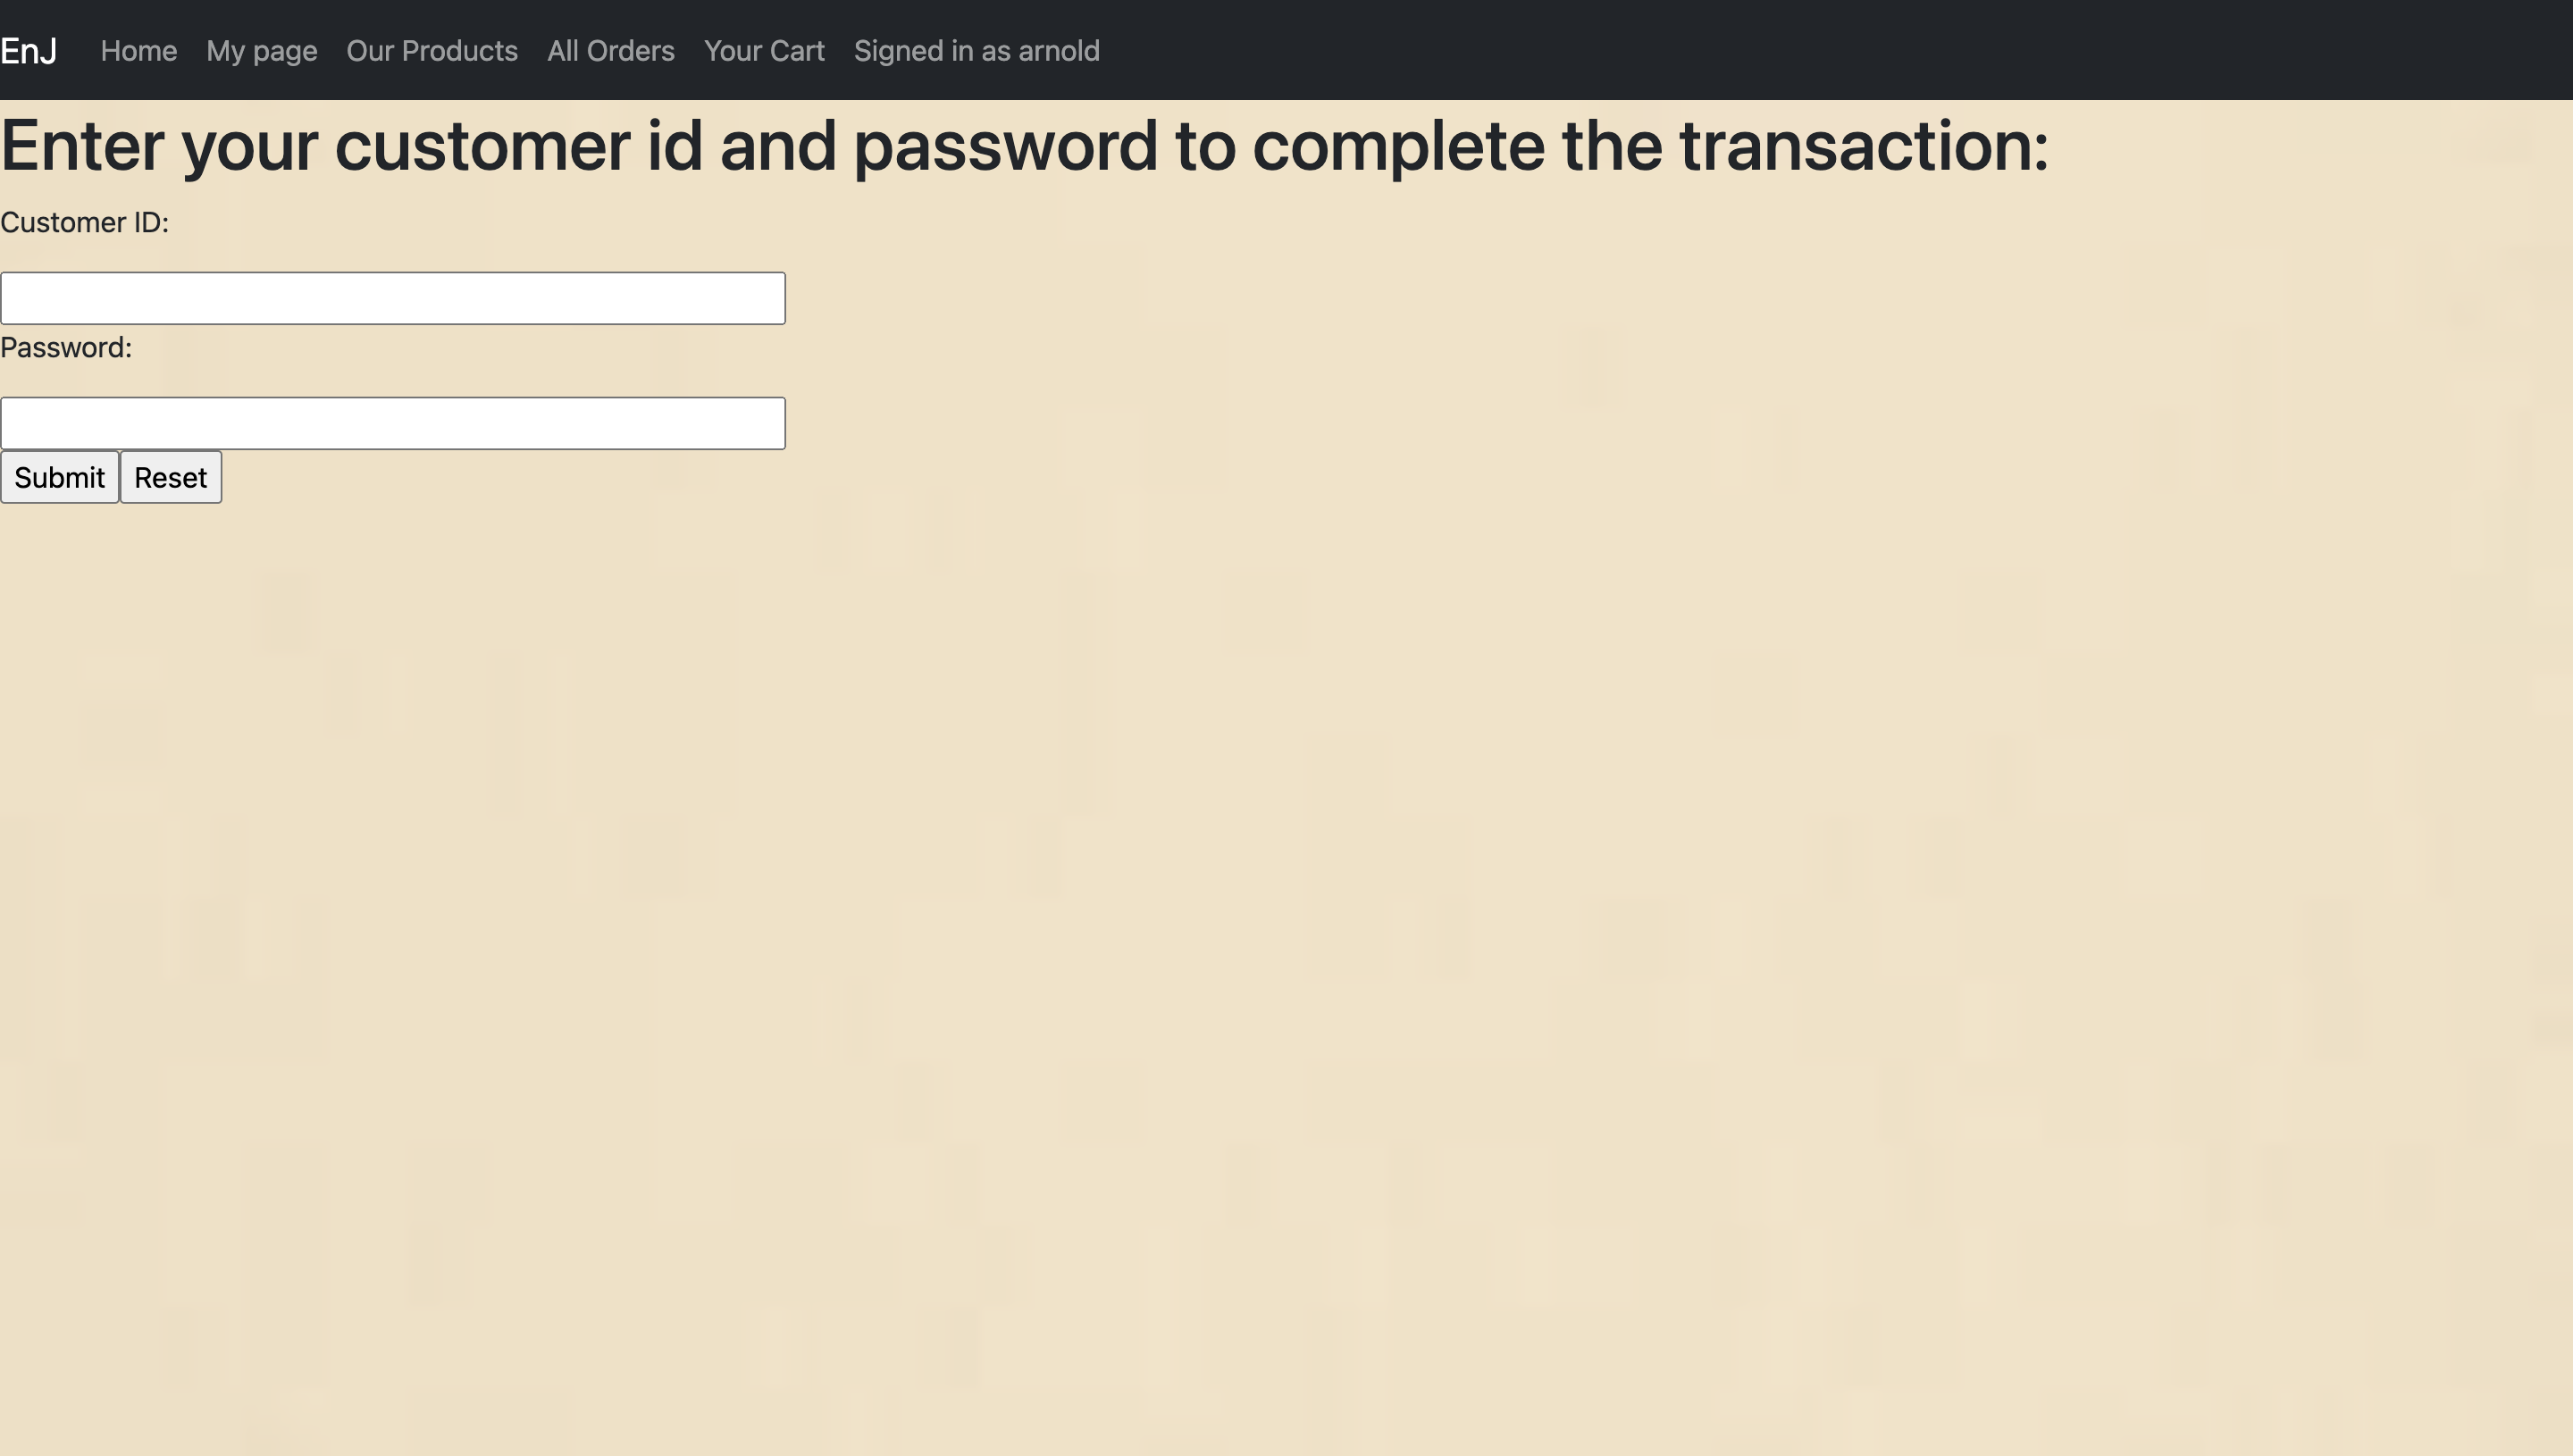 EnJ Home My page Our Products All Orders Your Cart Signed in as arnold
Enter your customer id and password to complete the transaction:
Customer ID:
Password:
Submit Reset